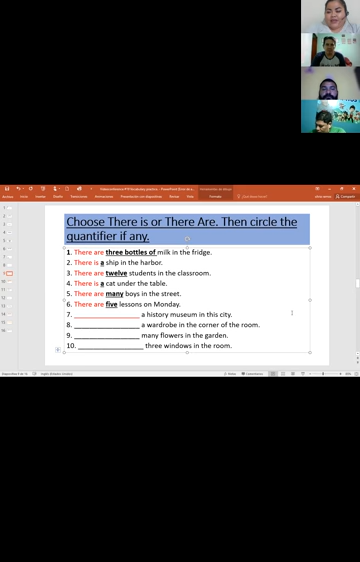 Choose There is or There Are. Then circle the
quantifier if any.
1. There are three bottles of milk in the fridge.
2. There is a ship in the harbor.
3. There are twelve students in the classroom.
4. There is a cat under the table.
5. There are many boys in the street.
6. There are five lessons on Monday.
7. ________________ a history museum in this city.
8. ________________ a wardrobe in the corner of the room.
9. ________________ many flowers in the garden.
10. ________________ three windows in the room.